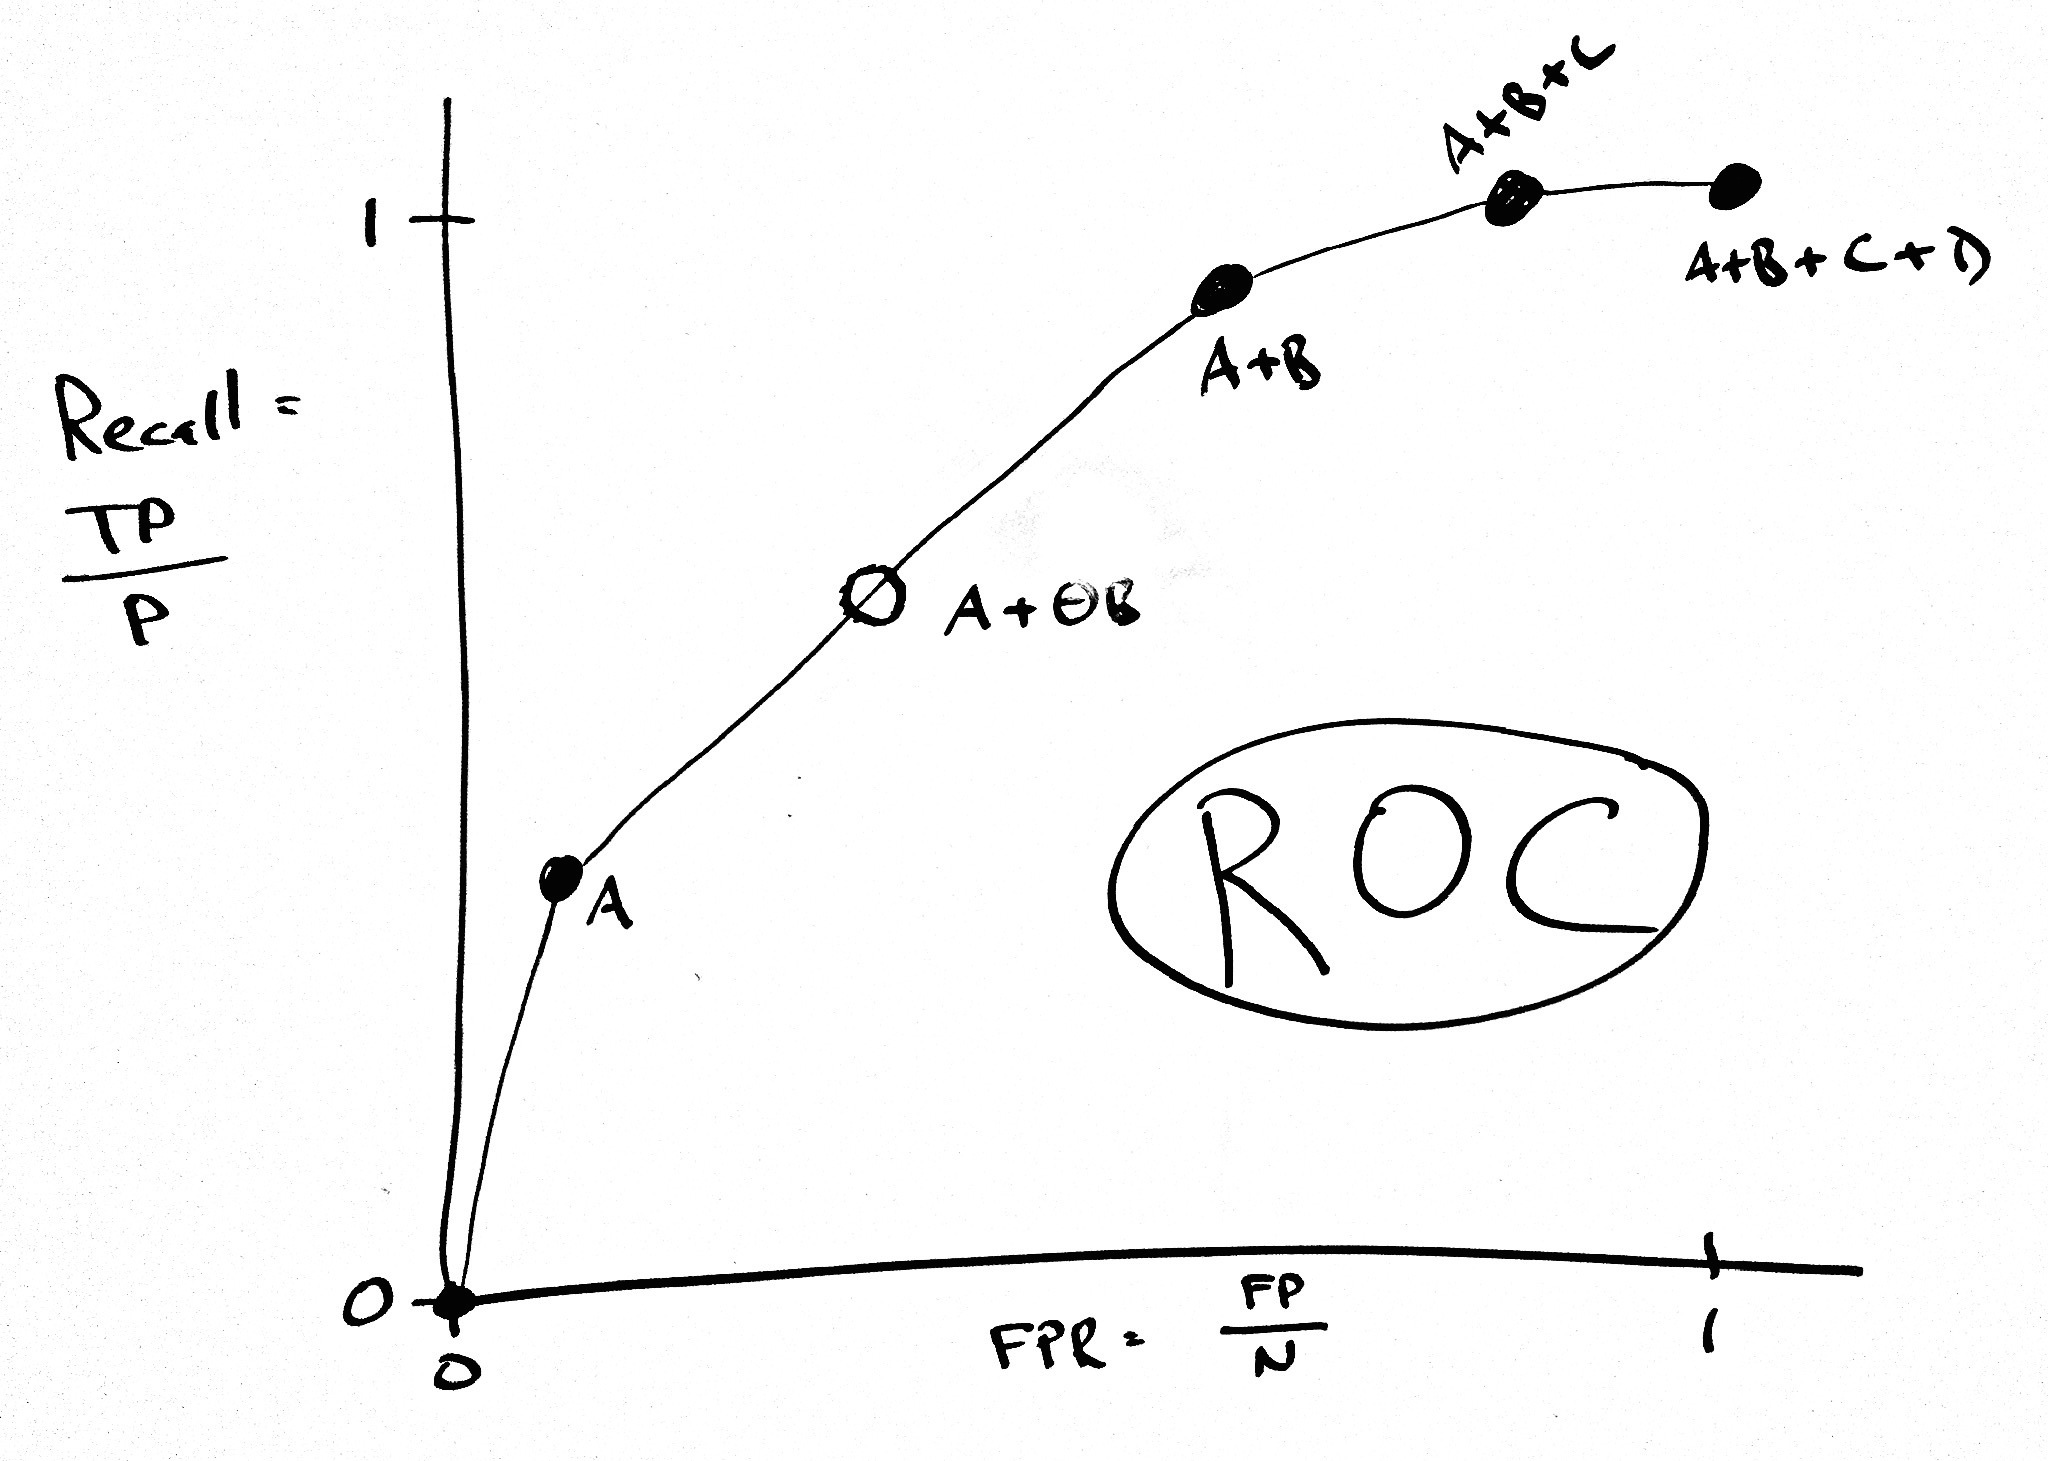 A+B+C
1
A+B+C+D
A+B
Recall =
TP
P
A+θB
A
ROC
0
0
FPR =
FP
N
1